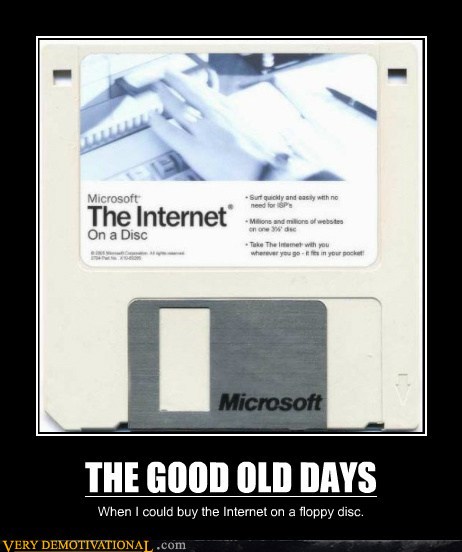 Microsoft®
The Internet®
On a Disc
• Surf quickly and easily with no
need for ISP's
• Millions and millions of websites
on one 3½" disc
• Take The Internet with you
wherever you go - it fits in your pocket!
Microsoft
THE GOOD OLD DAYS
When I could buy the Internet on a floppy disc.
VERY DEMOTIVATIONAL.com